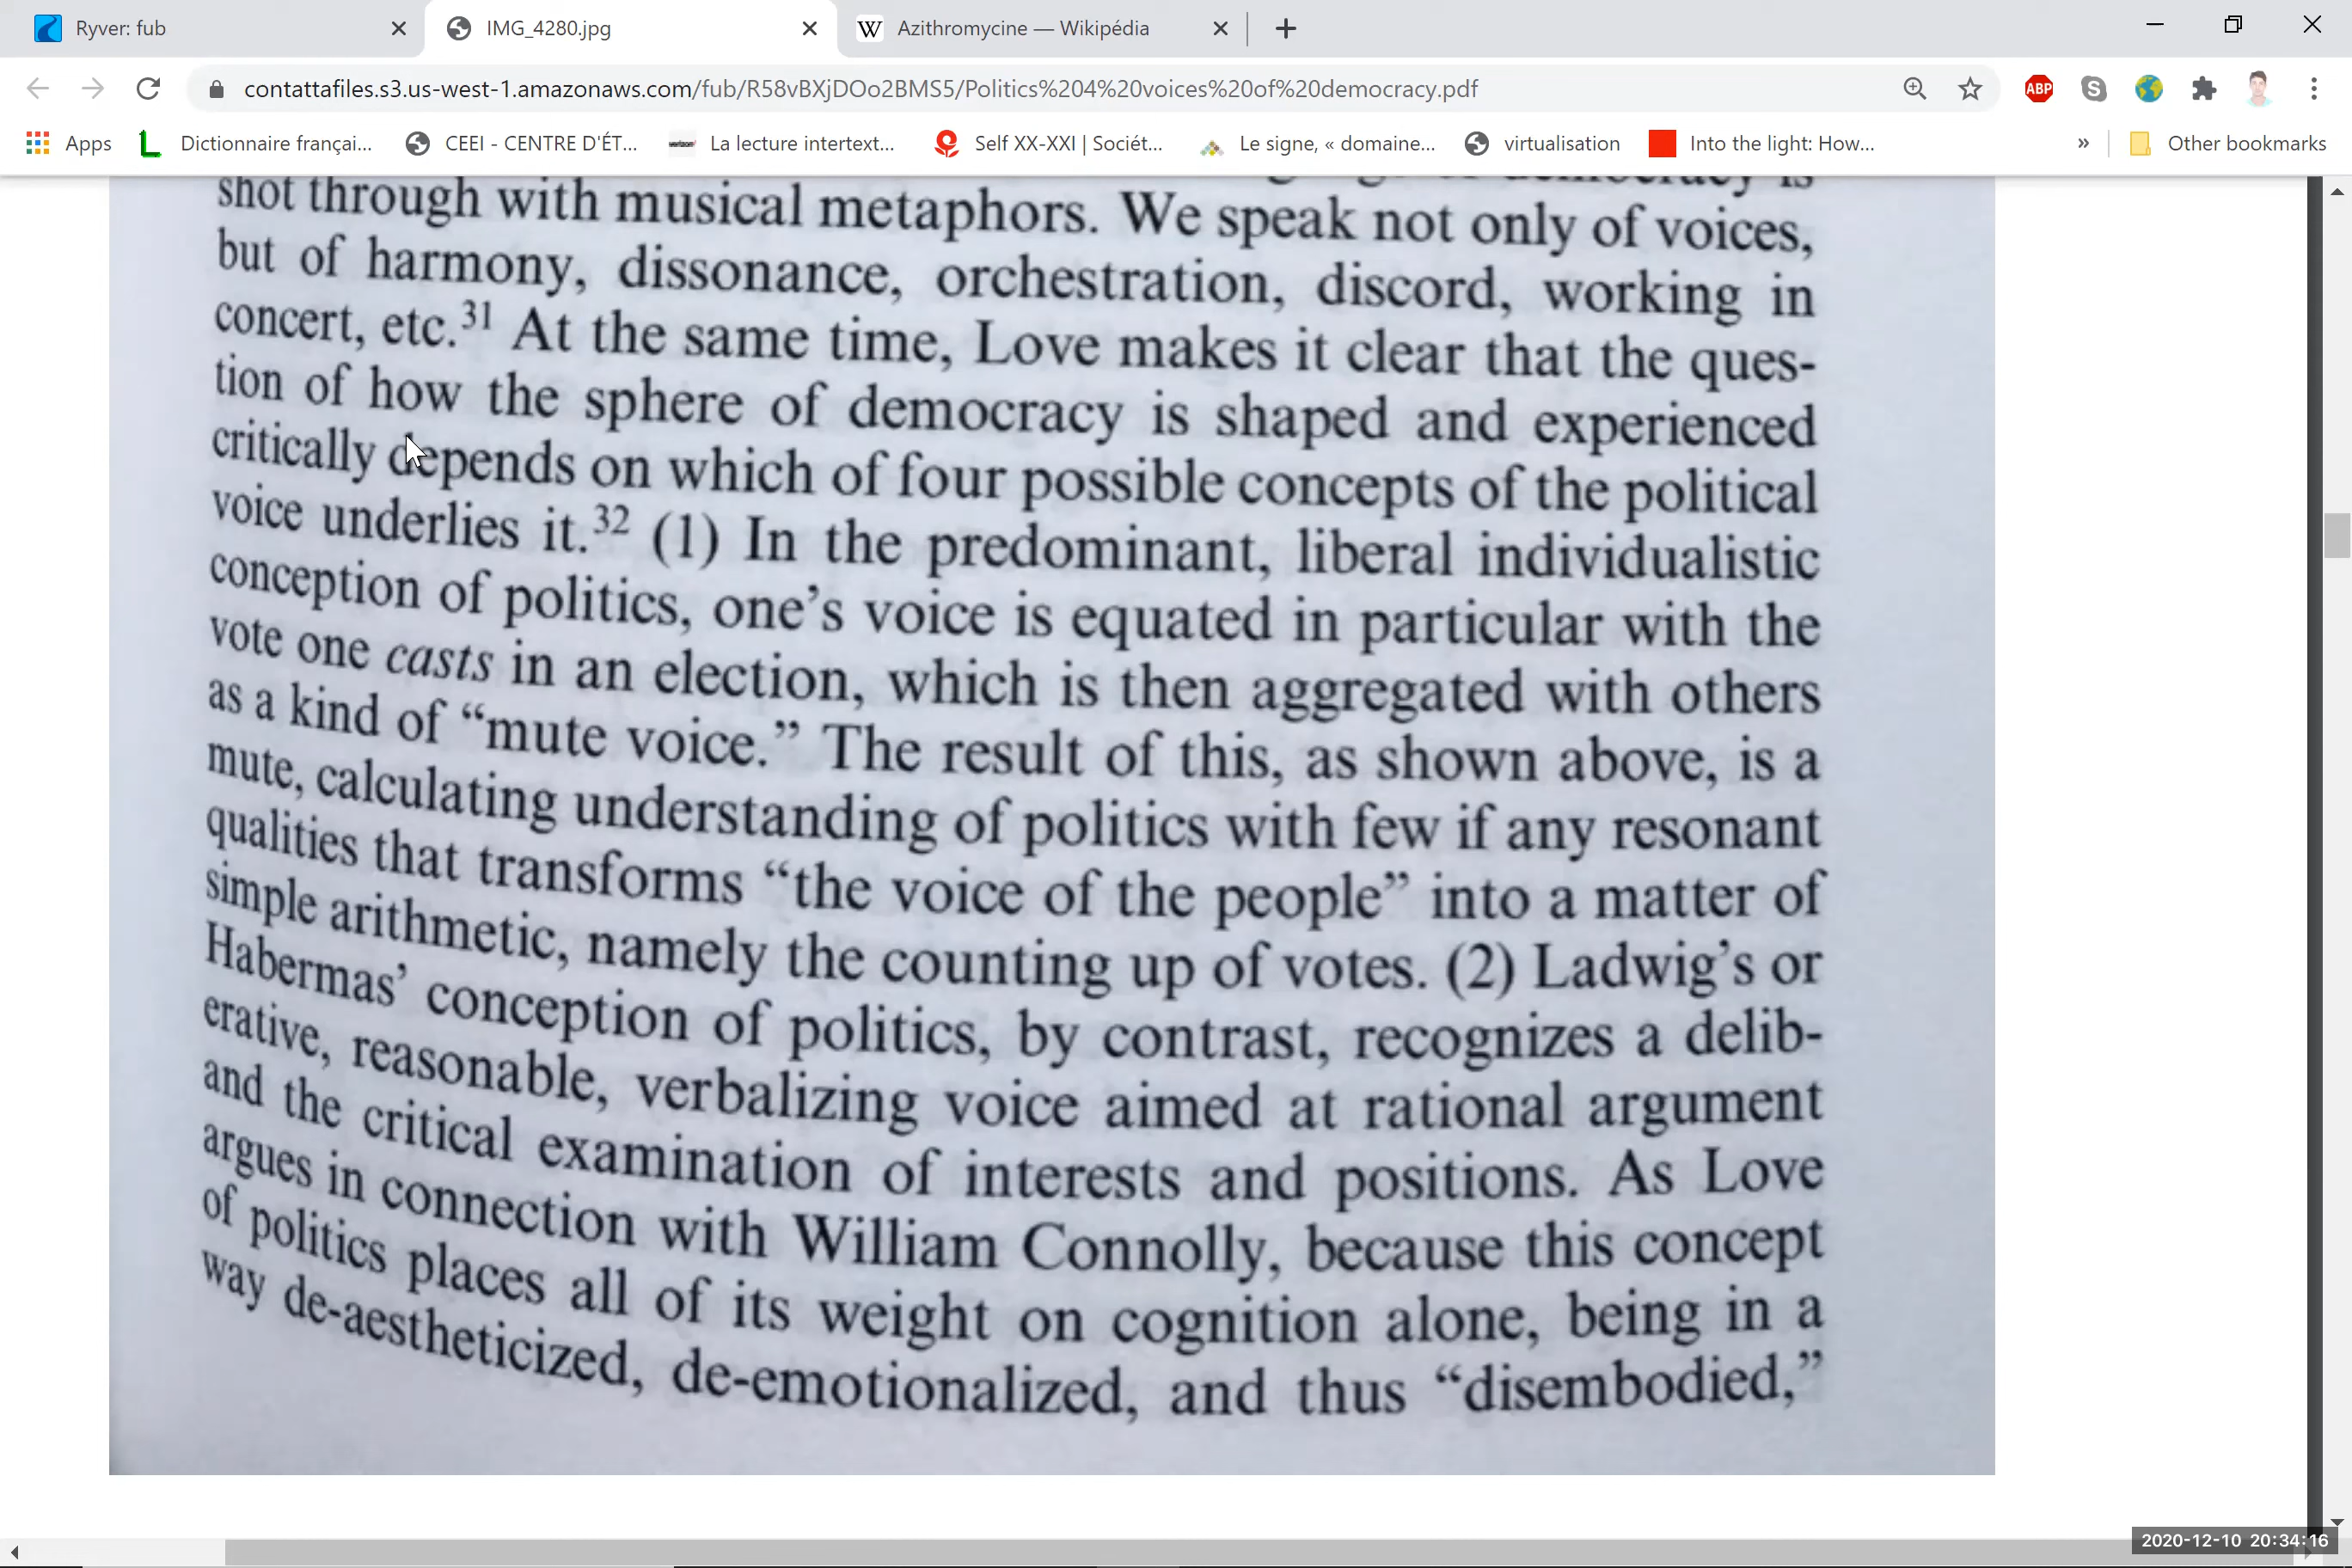 Ryver: fub
IMG_4280.jpg
W Azithromycine — Wikipédia
contattafiles.s3.us-west-1.amazonaws.com/fub/R58vBXjDOo2BMS5/Politics%204%20voices%20of%20democracy.pdf
ABP
Apps
Dictionnaire françai...
CEEI - CENTRE D'ÉT...
La lecture intertext...
Self XX-XXI | Sociét...
Le signe, « domaine...
virtualisation
Into the light: How...
»
Other bookmarks
democracy is
shot through with musical metaphors. We speak not only of voices,
but of harmony, dissonance, orchestration, discord, working in
concert, etc.31 At the same time, Love makes it clear that the ques-
tion of how the sphere of democracy is shaped and experienced
critically depends on which of four possible concepts of the political
voice underlies it.32 (1) In the predominant, liberal individualistic
conception of politics, one’s voice is equated in particular with the
vote one casts in an election, which is then aggregated with others
as a kind of “mute voice.” The result of this, as shown above, is a
mute, calculating understanding of politics with few if any resonant
qualities that transforms “the voice of the people” into a matter of
simple arithmetic, namely the counting up of votes. (2) Ladwig’s or
Habermas’ conception of politics, by contrast, recognizes a delib-
erative, reasonable, verbalizing voice aimed at rational argument
and the critical examination of interests and positions. As Love
argues in connection with William Connolly, because this concept
of politics places all of its weight on cognition alone, being in a
way de-aestheticized, de-emotionalized, and thus “disembodied,”
2020-12-10 20:34:16